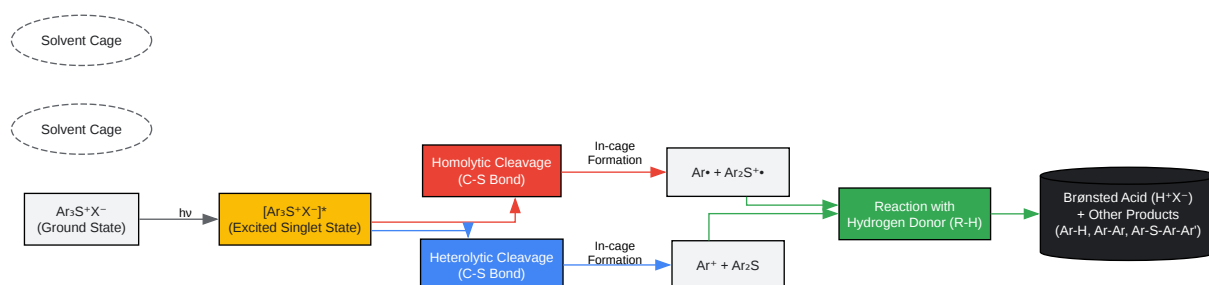 Solvent Cage
Solvent Cage
Ar₃S⁺X⁻
(Ground State)
hν
[Ar₃S⁺X⁻]*
(Excited Singlet State)
Homolytic Cleavage
(C-S Bond)
In-cage
Formation
Ar• + Ar₂S⁺•
Heterolytic Cleavage
(C-S Bond)
In-cage
Formation
Ar⁺ + Ar₂S
Reaction with
Hydrogen Donor (R-H)
Brønsted Acid (H⁺X⁻)
+ Other Products
(Ar-H, Ar-Ar, Ar-S-Ar-Ar')